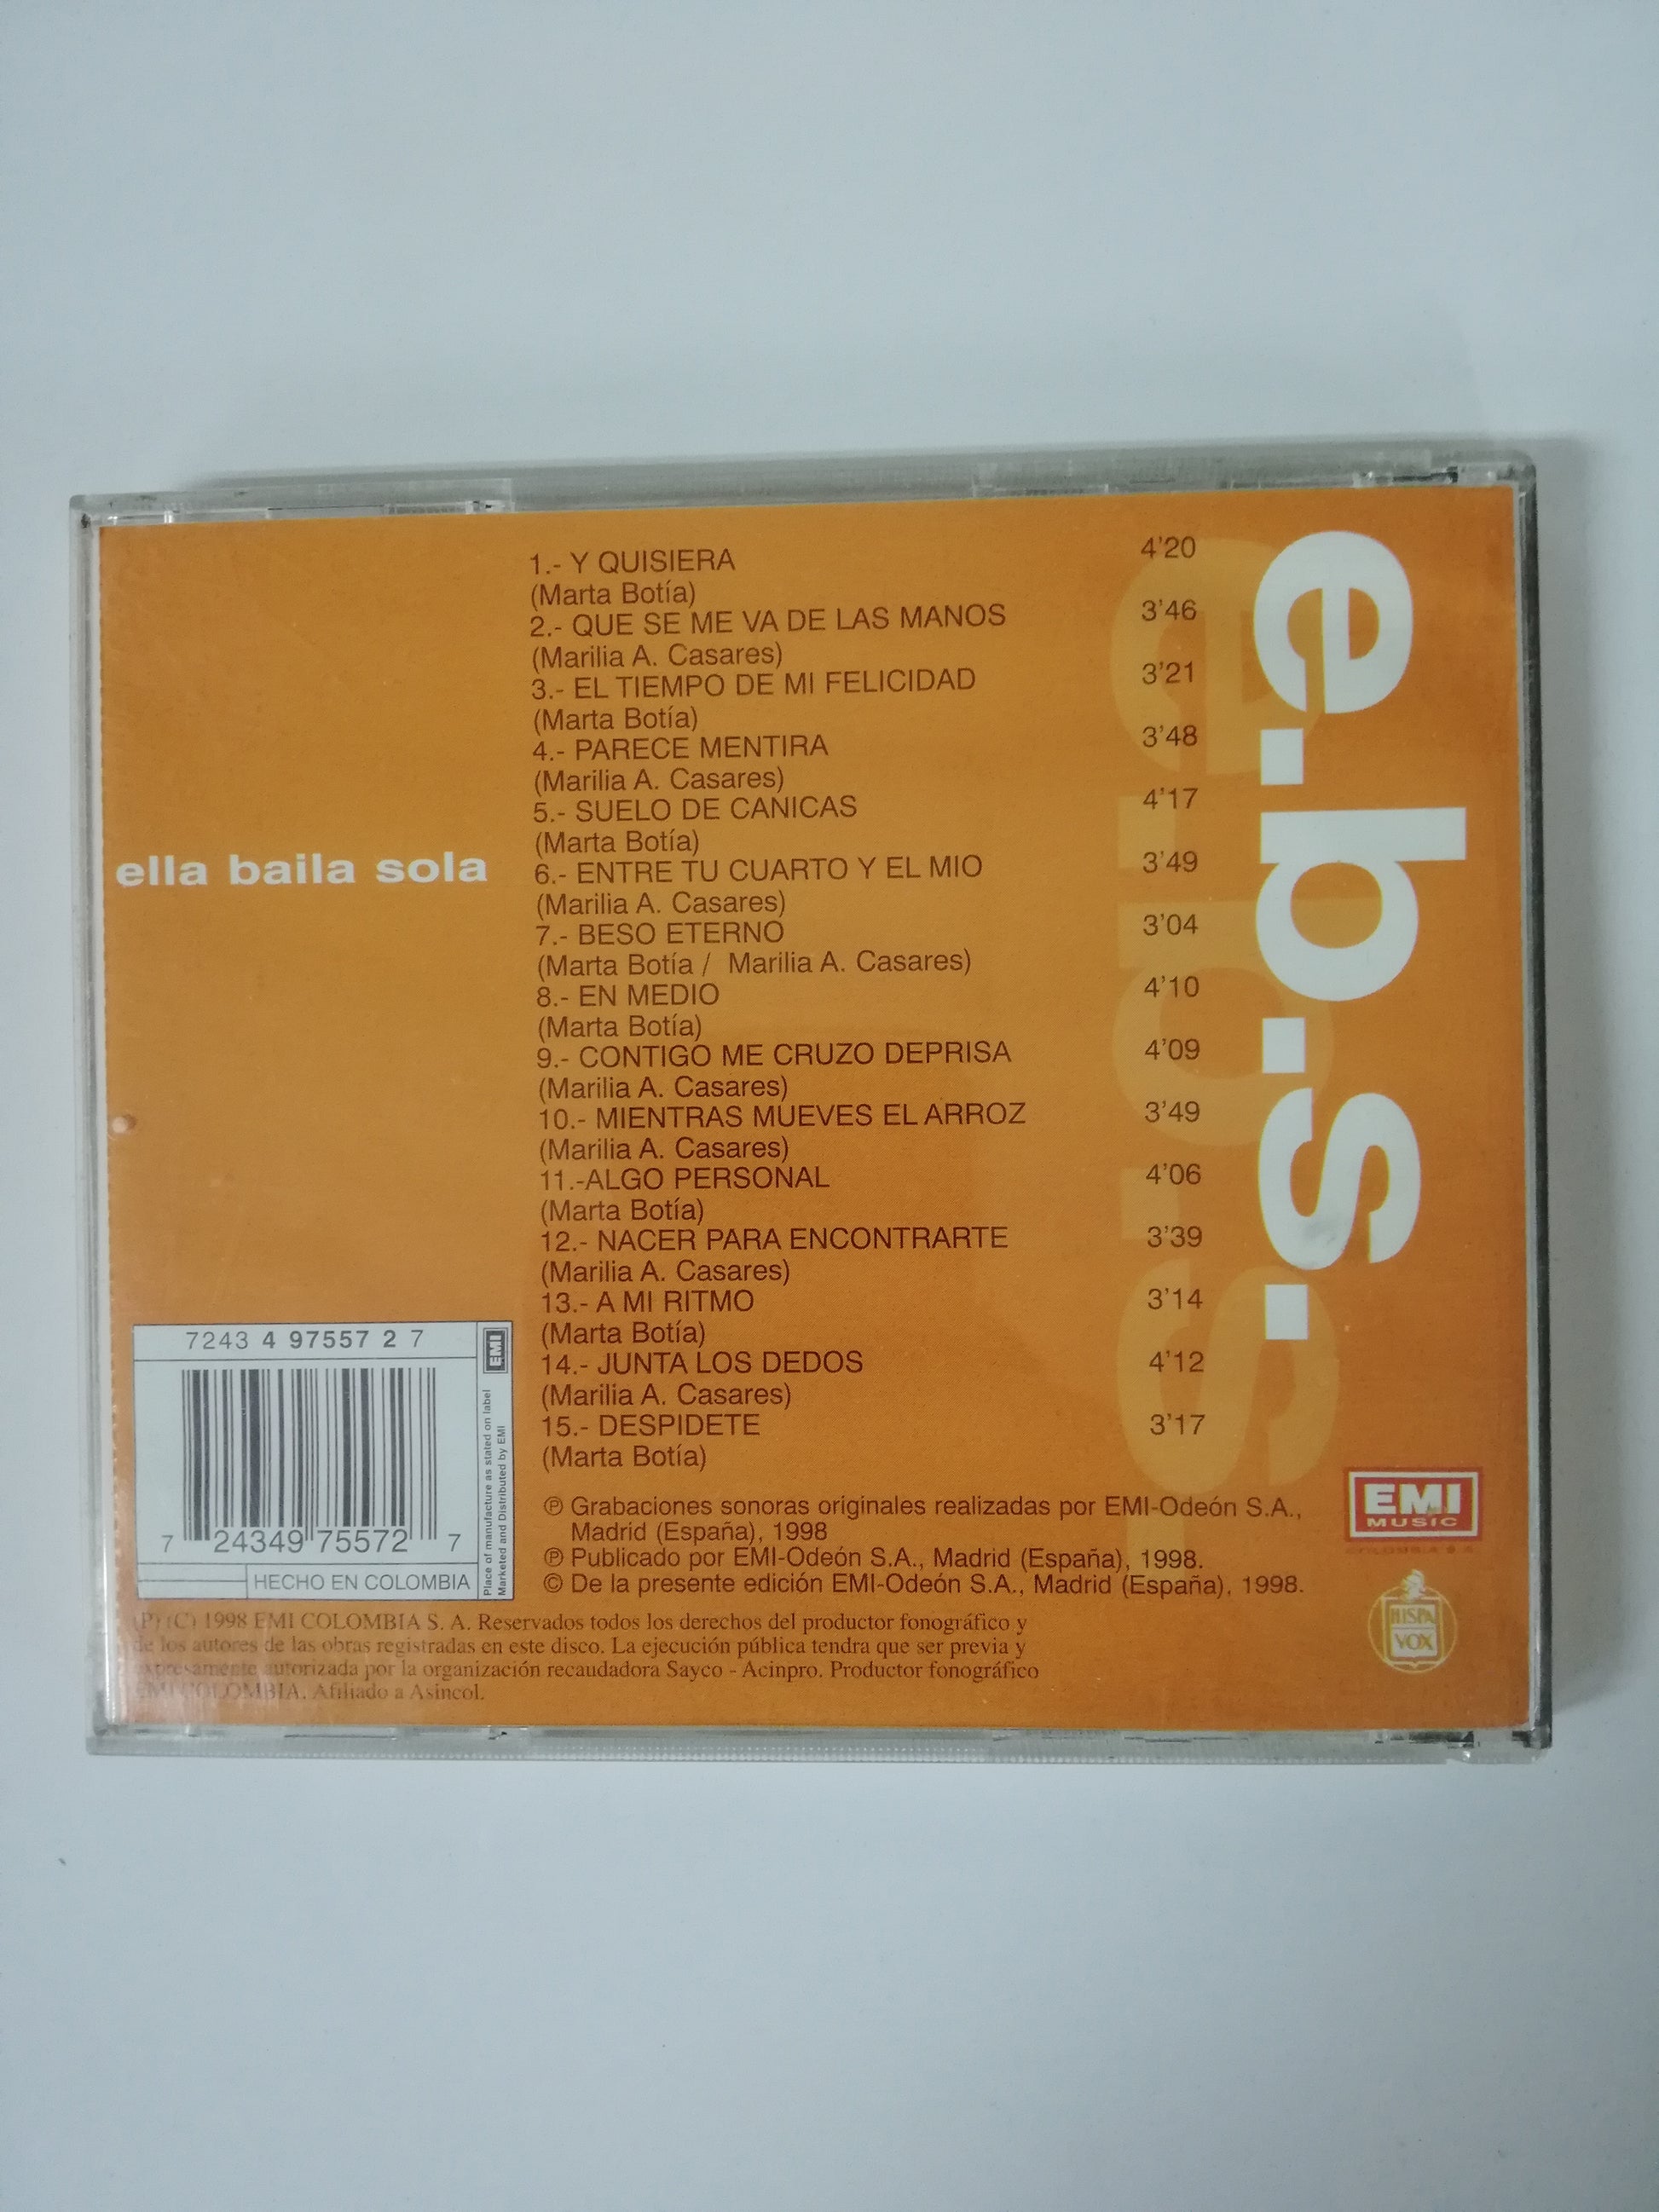 ella baila sola
1.- Y QUISIERA 4'20
(Marta Botía)
2.- QUE SE ME VA DE LAS MANOS 3'46
(Marilia A. Casares)
3.- EL TIEMPO DE MI FELICIDAD 3'21
(Marta Botía)
4.- PARECE MENTIRA 3'48
(Marilia A. Casares)
5.- SUELO DE CANICAS 4'17
(Marta Botía)
6.- ENTRE TU CUARTO Y EL MIO 3'49
(Marilia A. Casares)
7.- BESO ETERNO 3'04
(Marta Botía / Marilia A. Casares)
8.- EN MEDIO 4'10
(Marta Botía)
9.- CONTIGO ME CRUZO DEPRISA 4'09
(Marilia A. Casares)
10.- MIENTRAS MUEVES EL ARROZ 3'49
(Marilia A. Casares)
11.-ALGO PERSONAL 4'06
(Marta Botía)
12.- NACER PARA ENCONTRARTE 3'39
(Marilia A. Casares)
13.- A MI RITMO 3'14
(Marta Botía)
14.- JUNTA LOS DEDOS 4'12
(Marilia A. Casares)
15.- DESPIDETE 3'17
(Marta Botía)
e.b.s.
e.b.s.
7243 4 97557 2 7
EMI
Place of manufacture as stated on label
Marketed and Distributed by EMI
7 24349 75572 7
HECHO EN COLOMBIA
℗ Grabaciones sonoras originales realizadas por EMI-Odeón S.A.,
Madrid (España), 1998
℗ Publicado por EMI-Odeón S.A., Madrid (España), 1998.
© De la presente edición EMI-Odeón S.A., Madrid (España), 1998.
EMI
MUSIC
COLOMBIA S.A.
HISPA
VOX
(P) (C) 1998 EMI COLOMBIA S. A. Reservados todos los derechos del productor fonográfico y
de los autores de las obras registradas en este disco. La ejecución pública tendra que ser previa y
expresamente autorizada por la organización recaudadora Sayco - Acinpro. Productor fonográfico
EMI COLOMBIA. Afiliado a Asincol.